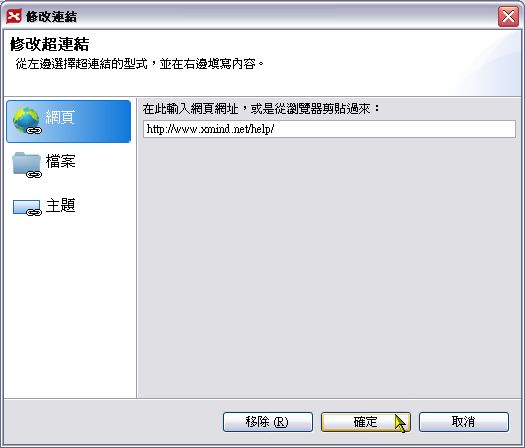 修改連結
修改超連結
從左邊選擇超連結的型式，並在右邊填寫內容。
網頁
檔案
主題
在此輸入網頁網址，或是從瀏覽器剪貼過來：
http://www.xmind.net/help/
移除 (R)
確定
取消